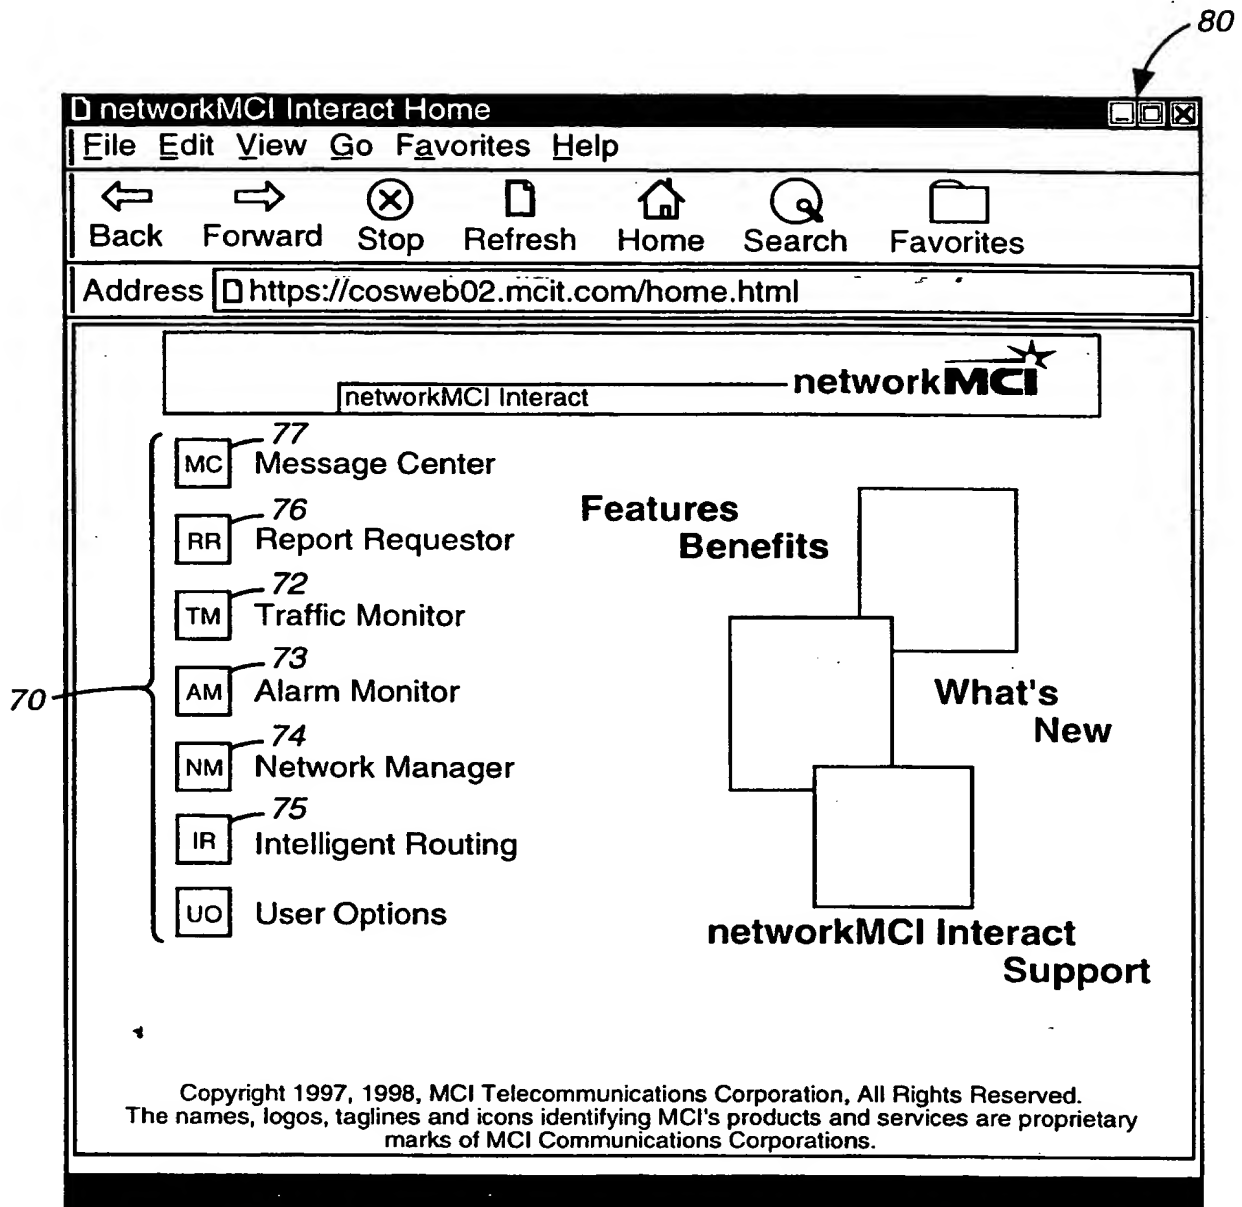 80
networkMCI Interact Home
File Edit View Go Favorites Help
Back Forward Stop Refresh Home Search Favorites
Address https://cosweb02.mcit.com/home.html
networkMCI Interact
networkMCI
77
MC Message Center
76
RR Report Requestor
72
TM Traffic Monitor
73
AM Alarm Monitor
74
NM Network Manager
75
IR Intelligent Routing
UO User Options
70
Features
Benefits
What's
New
networkMCI Interact
Support
Copyright 1997, 1998, MCI Telecommunications Corporation, All Rights Reserved.
The names, logos, taglines and icons identifying MCI's products and services are proprietary
marks of MCI Communications Corporations.